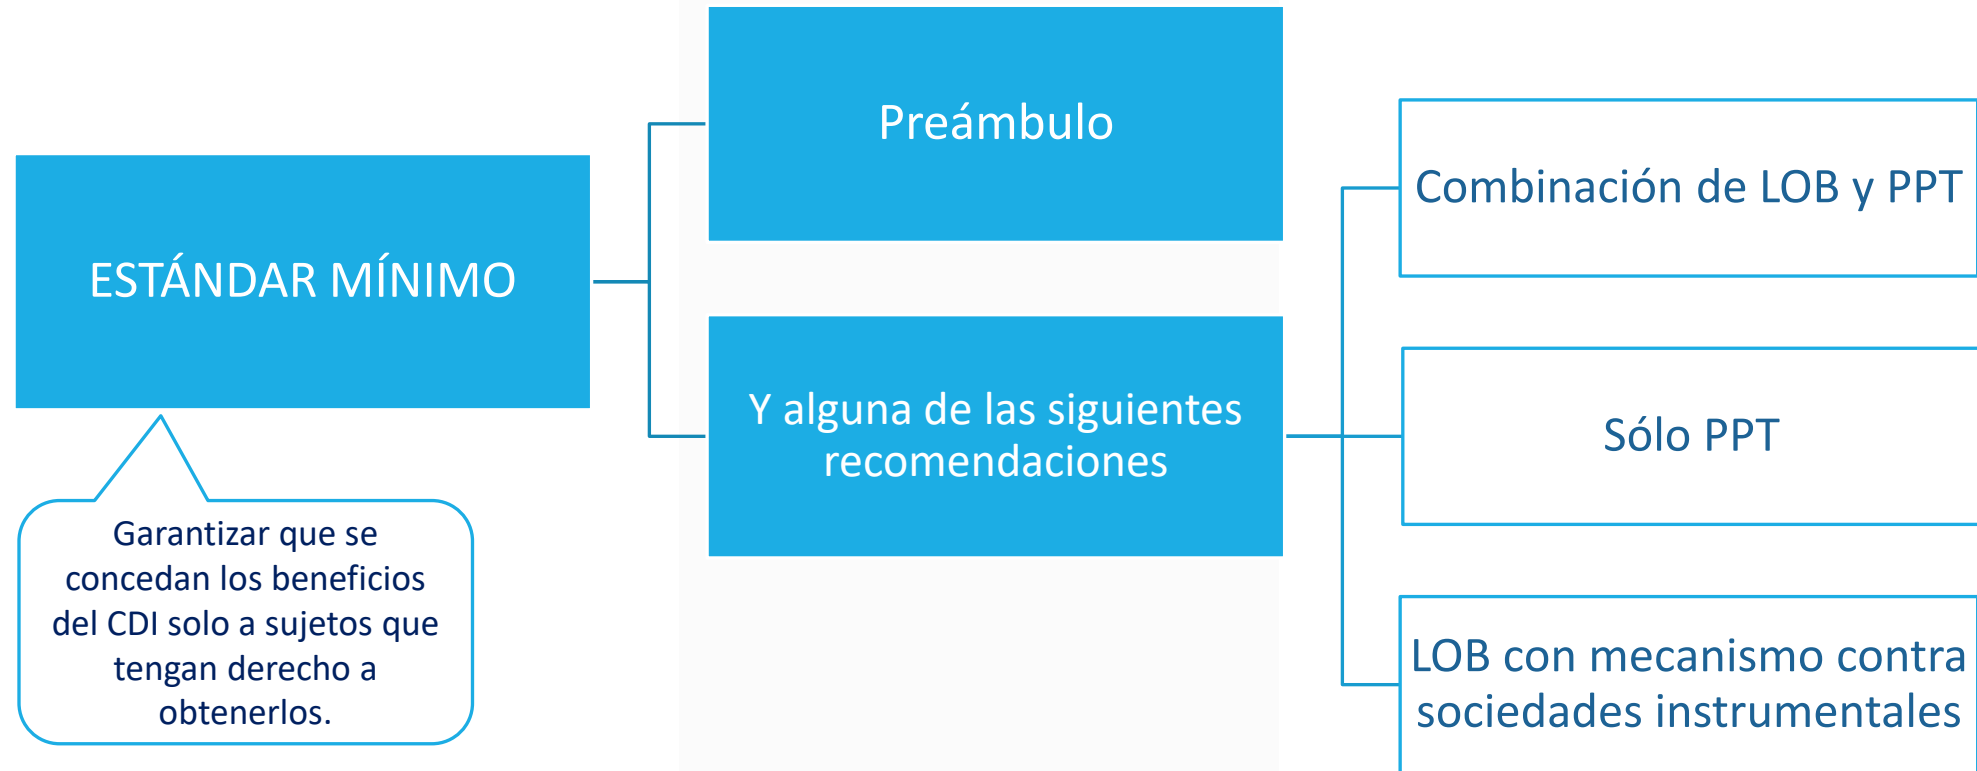 ESTÁNDAR MÍNIMO
Garantizar que se
concedan los beneficios
del CDI solo a sujetos que
tengan derecho a
obtenerlos.
Preámbulo
Y alguna de las siguientes
recomendaciones
Combinación de LOB y PPT
Sólo PPT
LOB con mecanismo contra
sociedades instrumentales